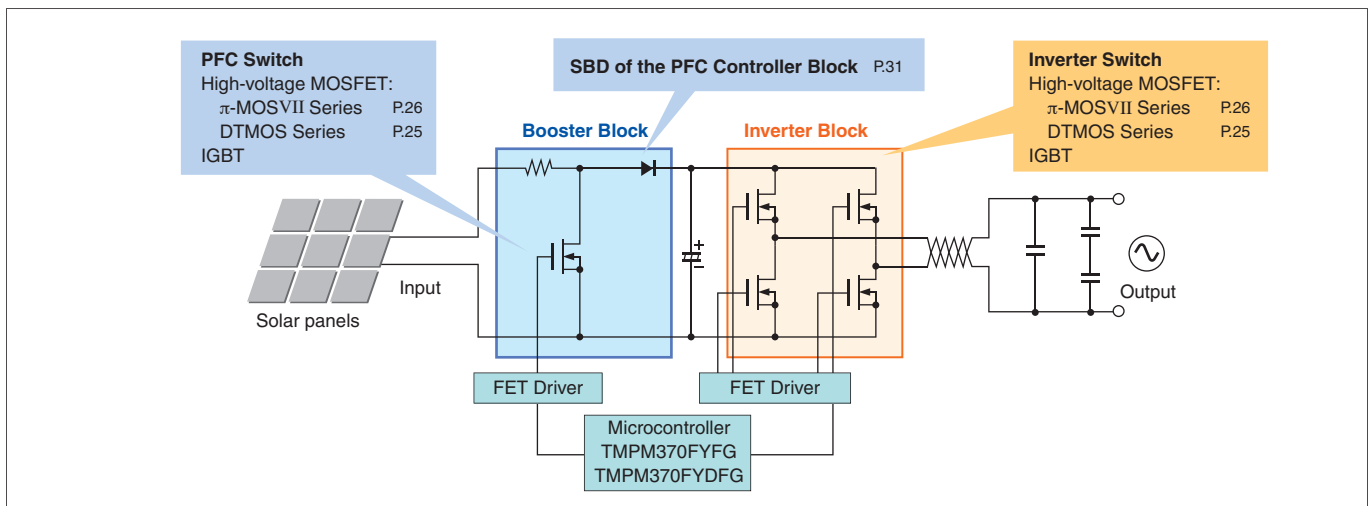 PFC Switch
High-voltage MOSFET:
π-MOSVII Series P.26
DTMOS Series P.25
IGBT
SBD of the PFC Controller Block P.31
Inverter Switch
High-voltage MOSFET:
π-MOSVII Series P.26
DTMOS Series P.25
IGBT
Booster Block
Inverter Block
Input
Solar panels
+
−
Output
FET Driver
FET Driver
Microcontroller
TMPM370FYFG
TMPM370FYDFG